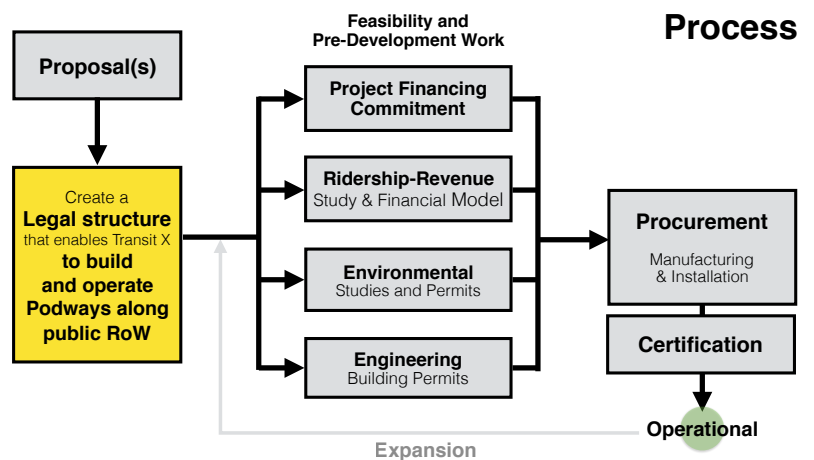 Process
Feasibility and
Pre-Development Work
Proposal(s)
Create a
Legal structure
that enables Transit X
to build
and operate
Podways along
public RoW
Project Financing
Commitment
Ridership-Revenue
Study & Financial Model
Environmental
Studies and Permits
Engineering
Building Permits
Procurement
Manufacturing
& Installation
Certification
Operational
Expansion